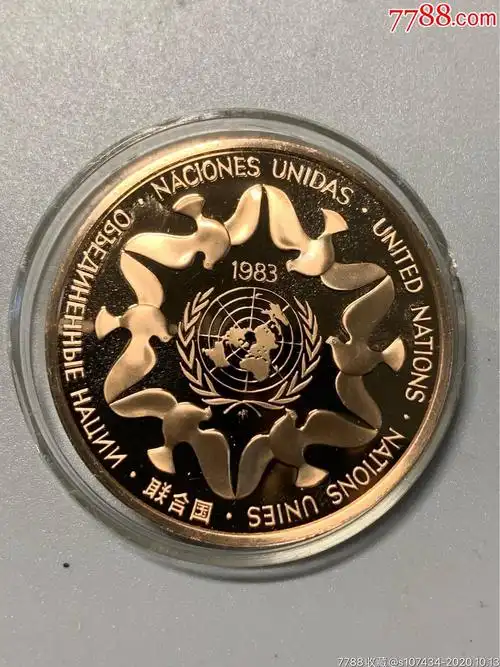 7788.com
NACIONES UNIDAS · UNITED NATIONS · NATIONS UNIES · 联合国 · ОБЪЕДИНЕННЫЕ НАЦИИ ·
1983
7788收藏@s107434-2020.10.13